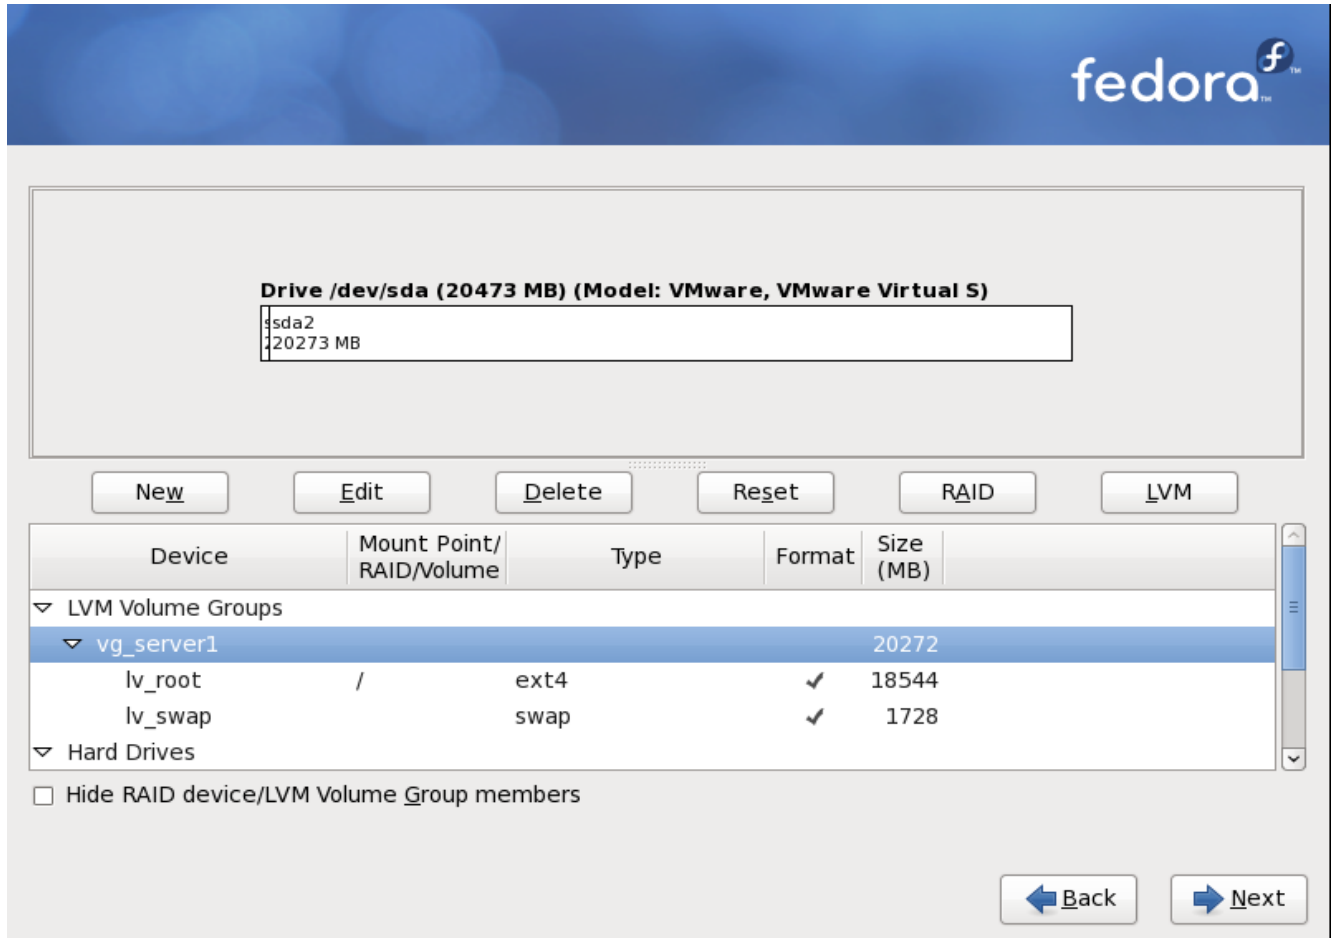 fedora
Drive /dev/sda (20473 MB) (Model: VMware, VMware Virtual S)
sda2
20273 MB
New Edit Delete Reset RAID LVM
Device Mount Point/ RAID/Volume Type Format Size (MB)
LVM Volume Groups
vg_server1 20272
lv_root / ext4 18544
lv_swap swap 1728
Hard Drives
Hide RAID device/LVM Volume Group members
Back Next